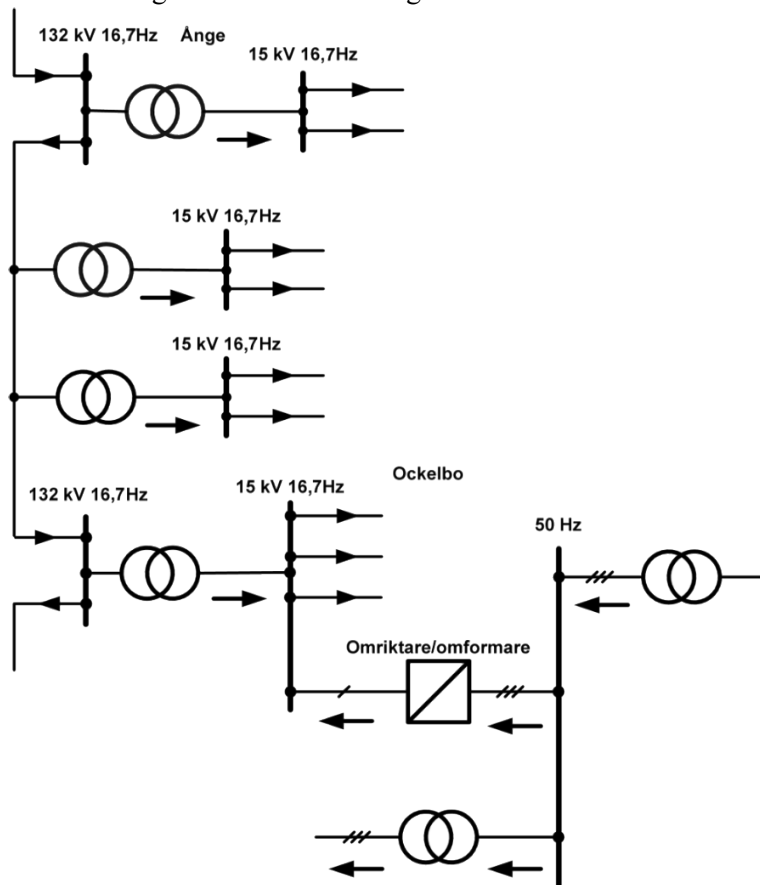 132 kV 16,7Hz Ånge
15 kV 16,7Hz
15 kV 16,7Hz
15 kV 16,7Hz
Ockelbo
15 kV 16,7Hz
132 kV 16,7Hz
50 Hz
Omriktare/omformare